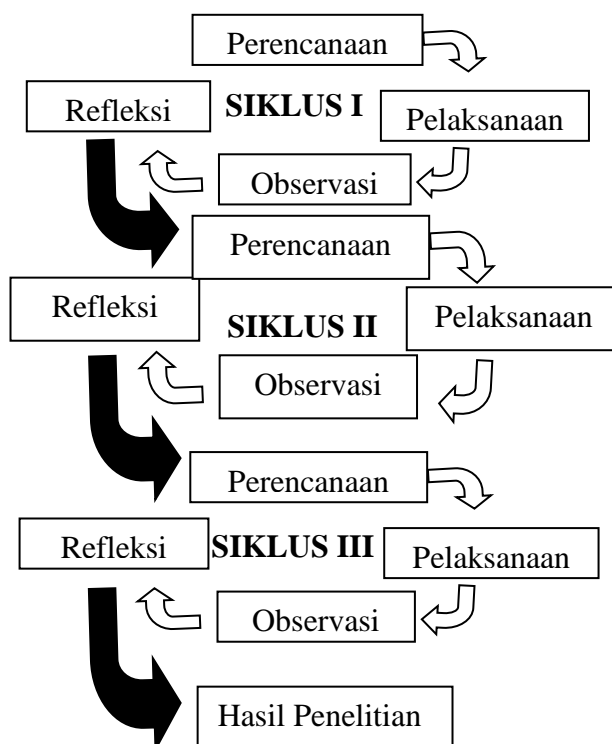 Perencanaan
Refleksi
SIKLUS I
Pelaksanaan
Observasi
Perencanaan
Refleksi
SIKLUS II
Pelaksanaan
Observasi
Perencanaan
Refleksi
SIKLUS III
Pelaksanaan
Observasi
Hasil Penelitian